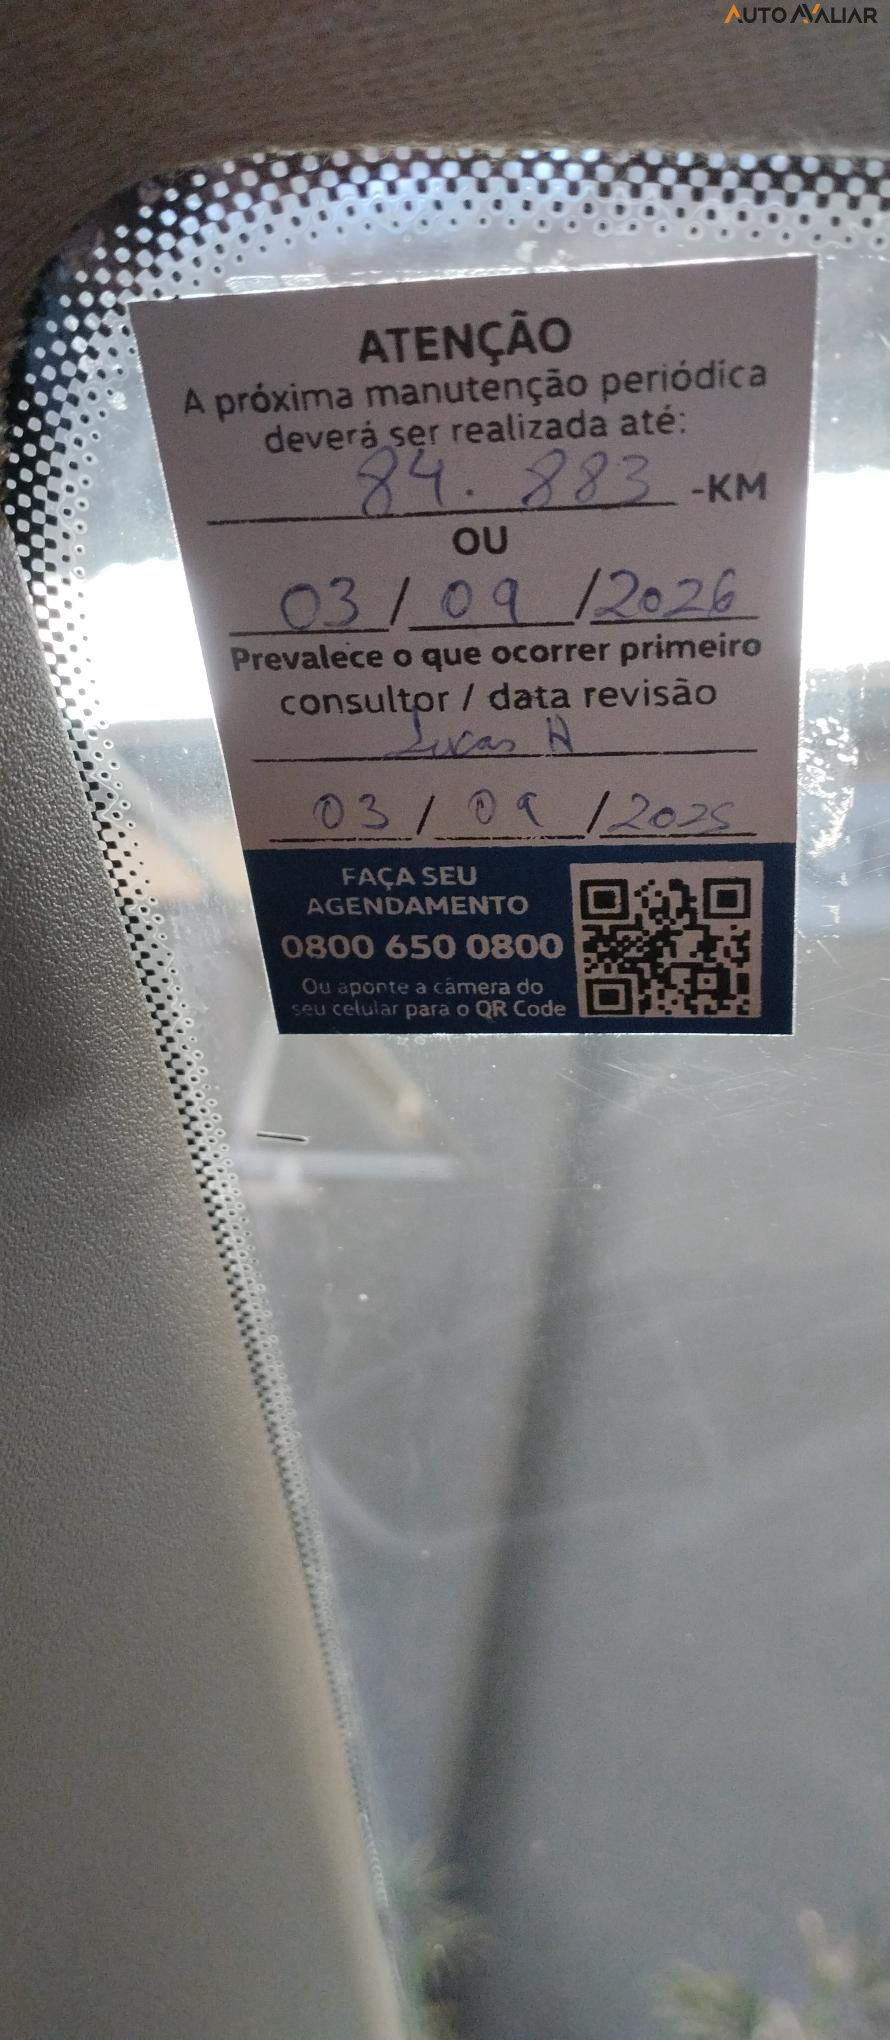 AUTO AVALIAR
ATENÇÃO
A próxima manutenção periódica
deverá ser realizada até:
84.883 -KM
OU
03/09/2026
Prevalece o que ocorrer primeiro
consultor / data revisão
Lucas H
03/09/2025
FAÇA SEU
AGENDAMENTO
0800 650 0800
Ou aponte a câmera do
seu celular para o QR Code